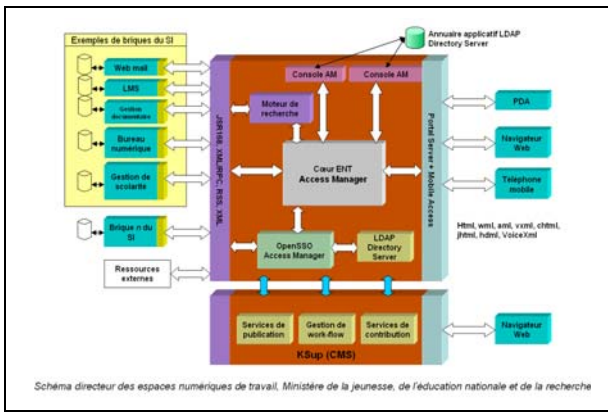 Annuaire applicatif LDAP
Directory Server
Exemples de briques du SI
Web mail
LMS
Gestion
documentaire
Bureau
numérique
Gestion de
scolarité
Brique n du
SI
Ressources
externes
JSR168, XML/RPC, RSS, XML
Console AM
Console AM
Moteur de
recherche
Cœur ENT
Access Manager
OpenSSO
Access Manager
LDAP
Directory
Server
Portal Server + Mobile Access
PDA
Navigateur
Web
Telephone
mobile
Html, wml, aml, vxml, chtml,
jhtml, hdml, VoiceXml
Services de
publication
Gestion de
work-flow
Services de
contribution
KSup (CMS)
Navigateur
Web
Schéma directeur des espaces numériques de travail, Ministère de la jeunesse, de l'éducation nationale et de la recherche